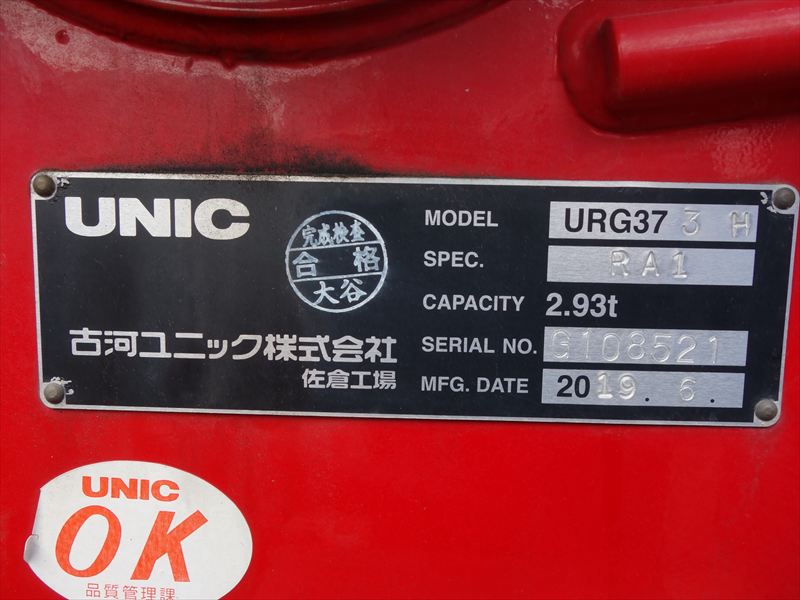 UNIC
完成検査
合格
大谷
古河ユニック株式会社
佐倉工場
MODEL URG37 3 H
SPEC. RA1
CAPACITY 2.93t
SERIAL NO. G108521
MFG. DATE 2019. 6.
UNIC
OK
品質管理課